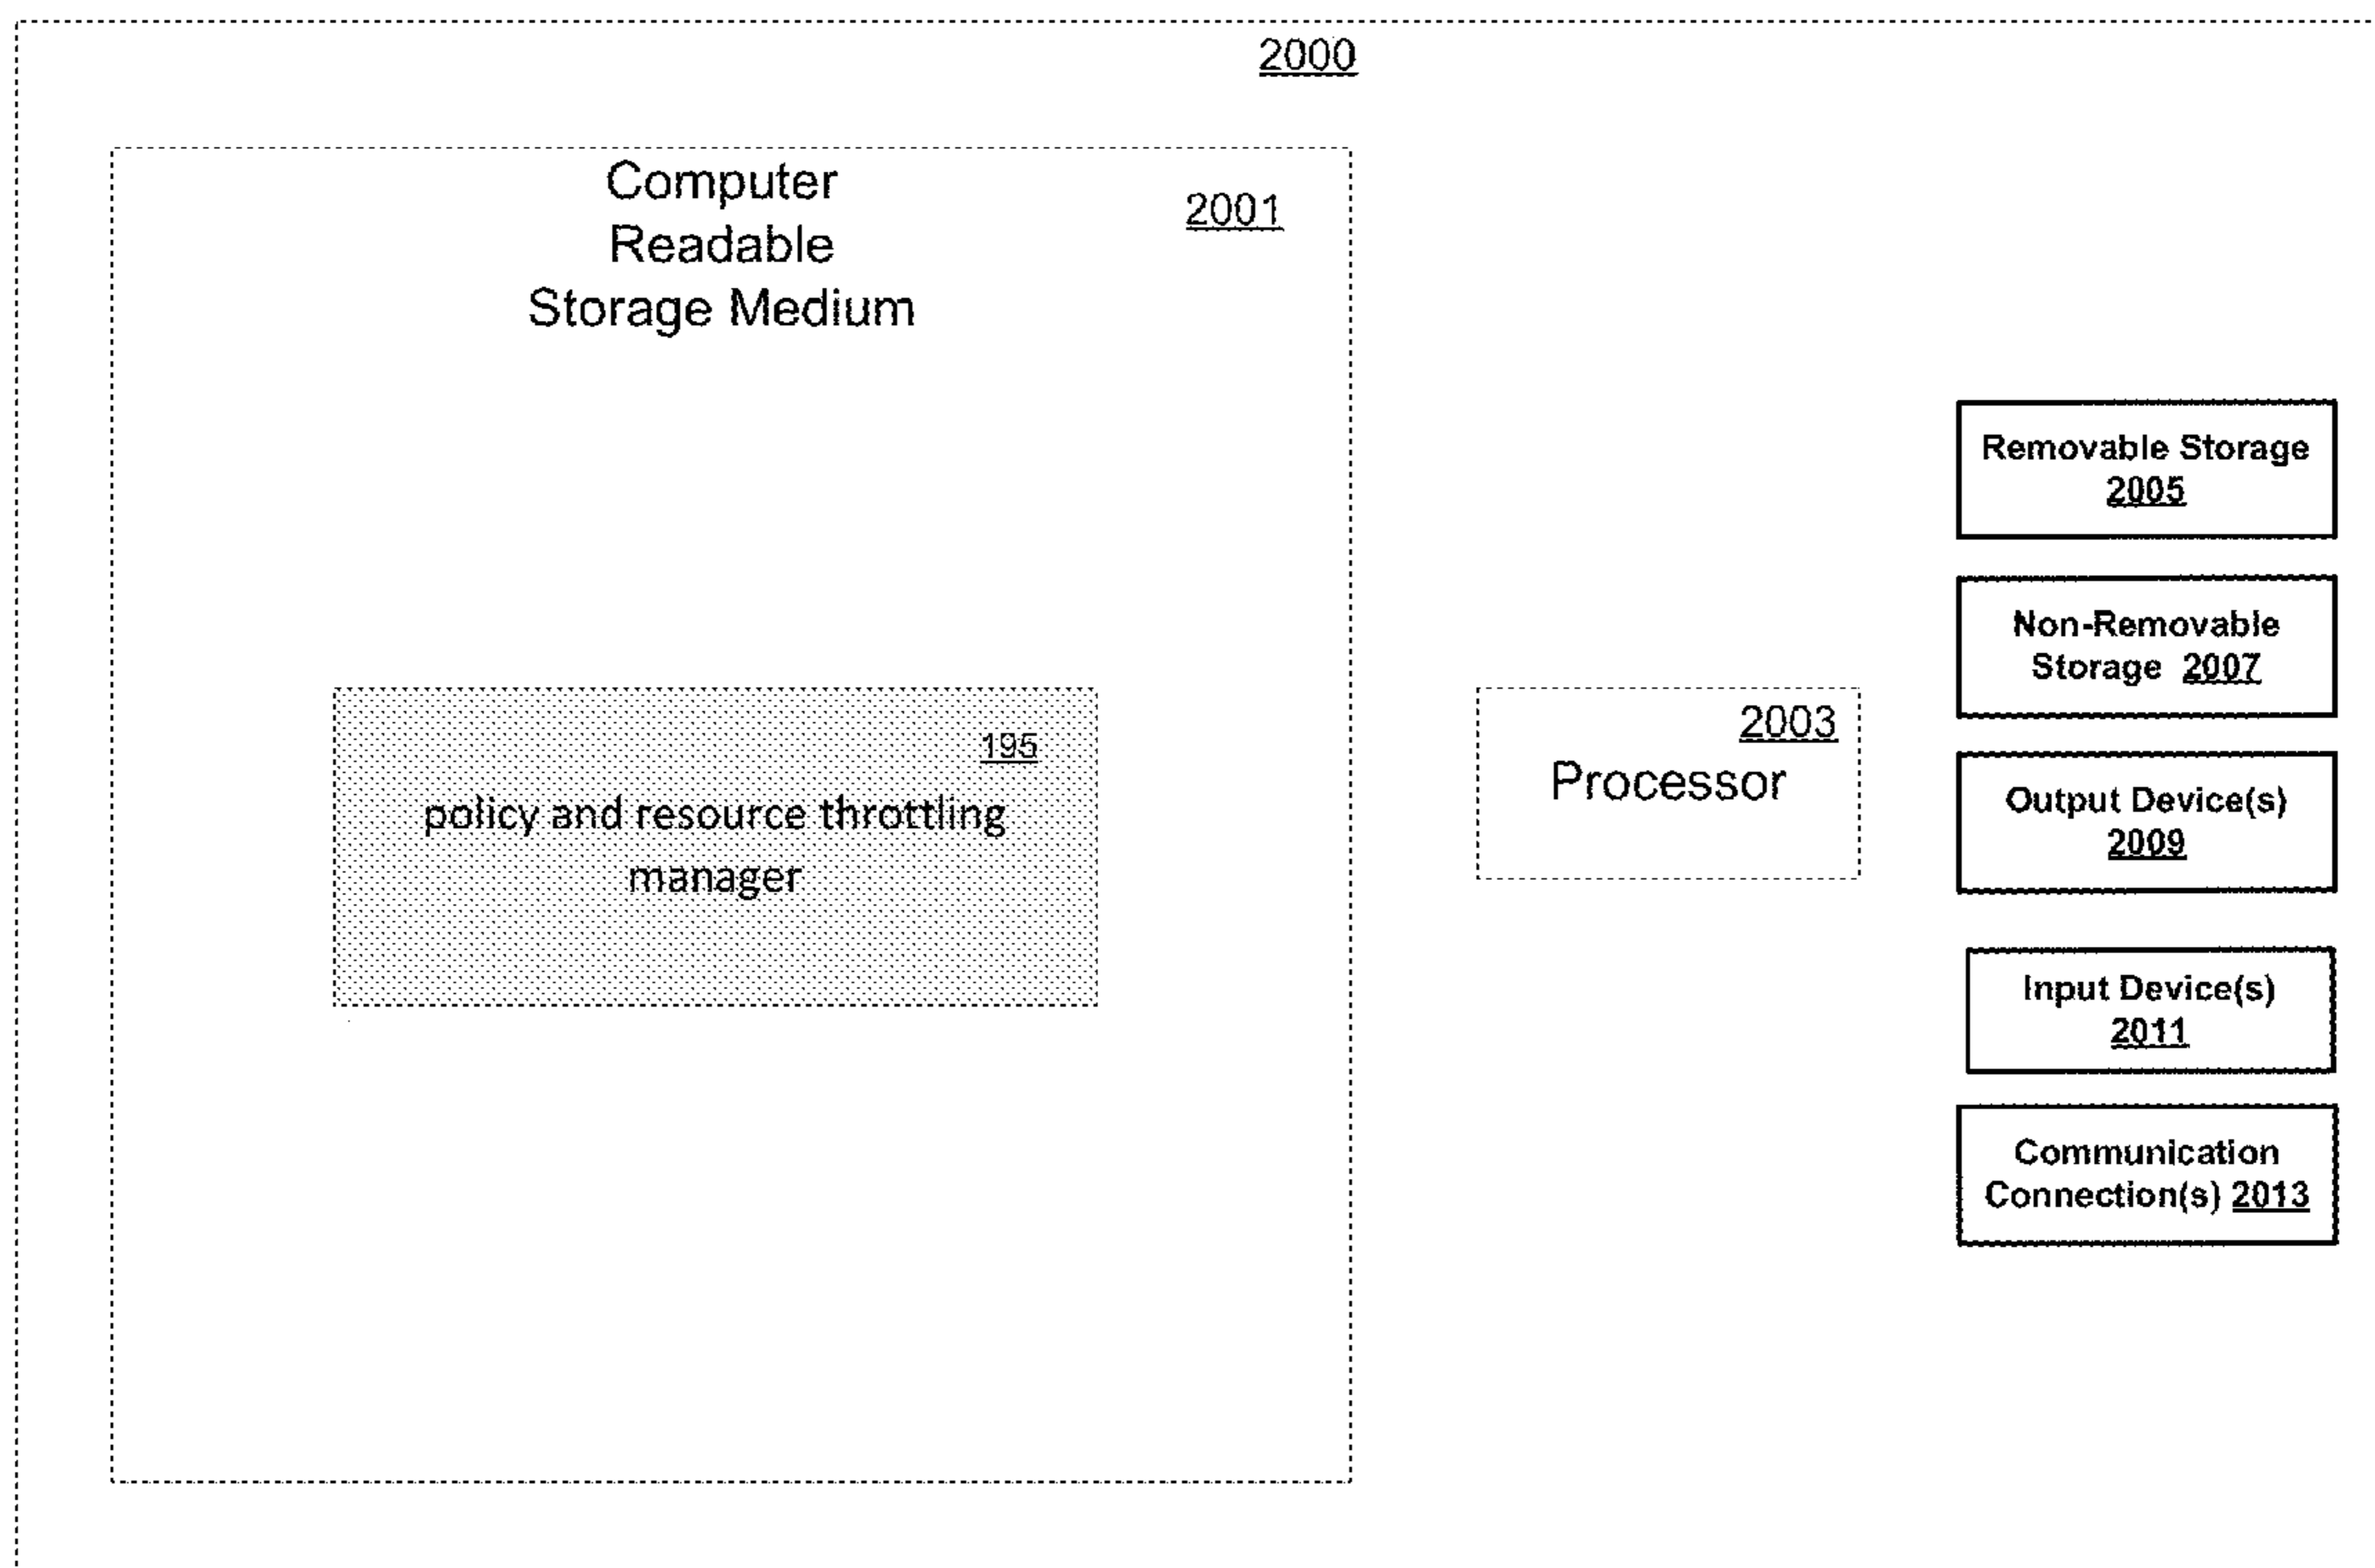 2000
Computer
Readable
Storage Medium
2001
195
policy and resource throttling
manager
2003
Processor
Removable Storage
2005
Non-Removable
Storage 2007
Output Device(s)
2009
Input Device(s)
2011
Communication
Connection(s) 2013